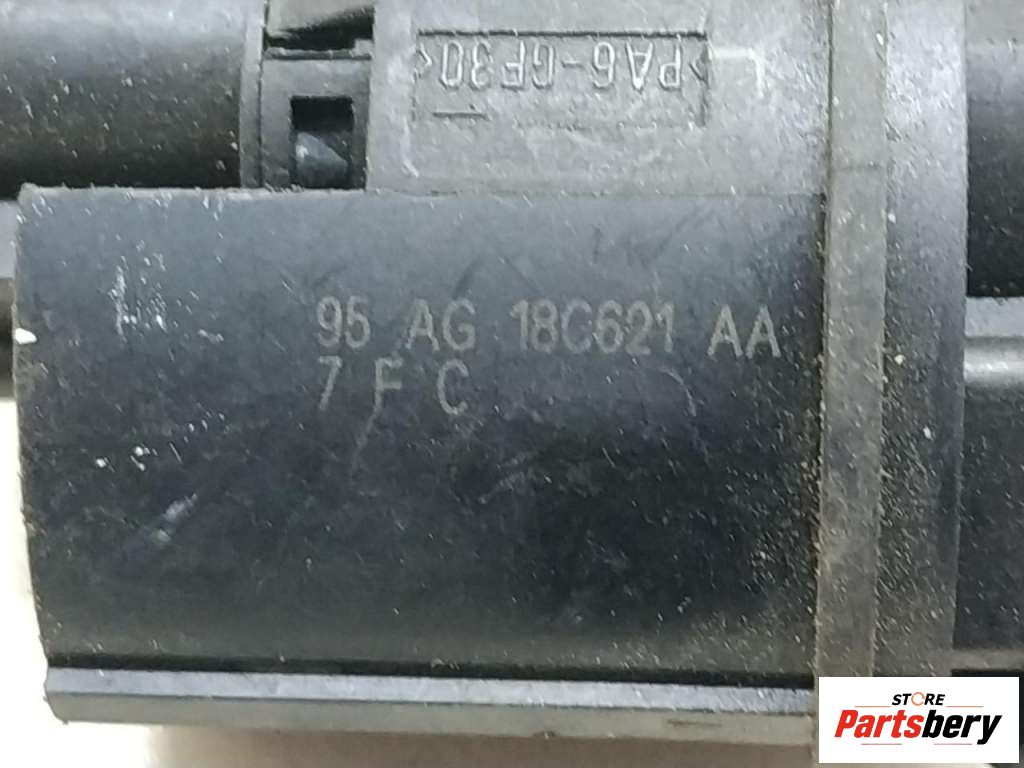 >PA6-GF30<
95 AG 18C621 AA
7 F C
STORE
Partsbery